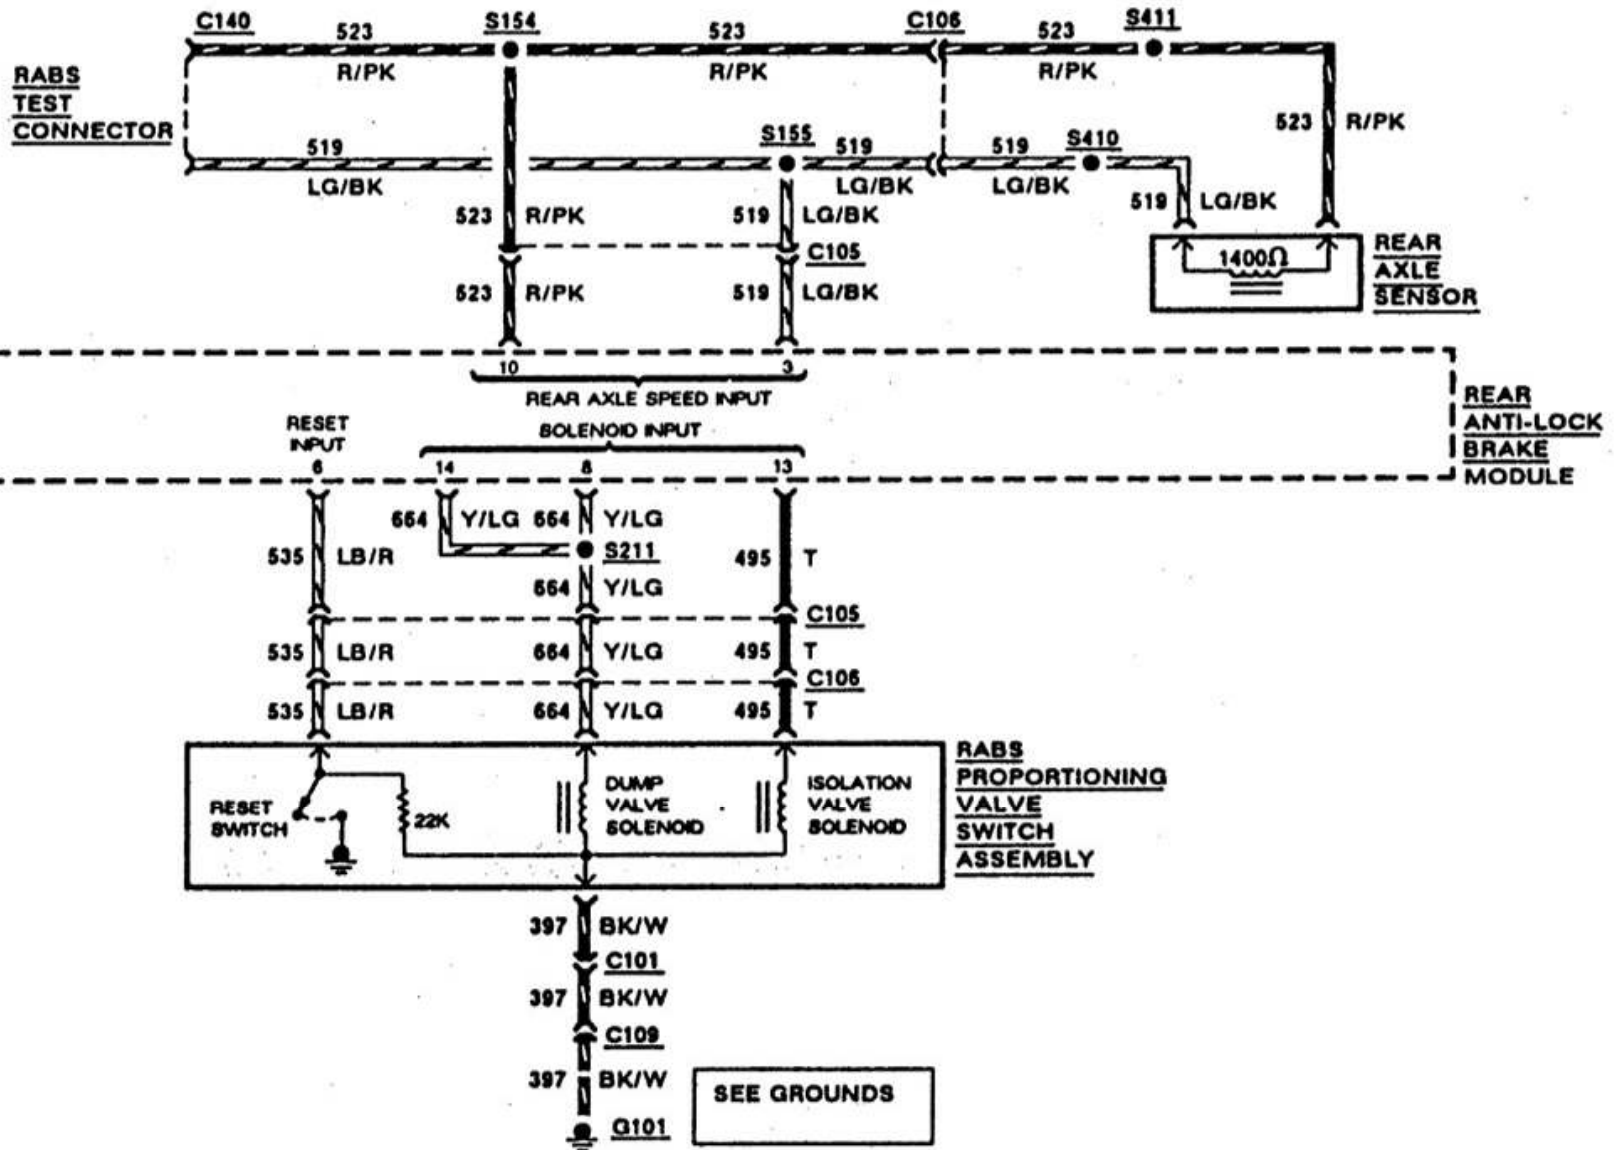 C140
523
S154
523
C106
523
S411
R/PK
R/PK
R/PK
RABS
TEST
CONNECTOR
523
R/PK
519
S155
519
519
S410
LG/BK
LG/BK
LG/BK
519
LG/BK
523
R/PK
519
LG/BK
C105
523
R/PK
519
LG/BK
1400Ω
REAR
AXLE
SENSOR
10
3
REAR AXLE SPEED INPUT
RESET
INPUT
SOLENOID INPUT
6
14
8
13
REAR
ANTI-LOCK
BRAKE
MODULE
664
Y/LG
664
Y/LG
535
LB/R
S211
495
T
664
Y/LG
C105
535
LB/R
664
Y/LG
495
T
C106
535
LB/R
664
Y/LG
495
T
RESET
SWITCH
22K
DUMP
VALVE
SOLENOID
ISOLATION
VALVE
SOLENOID
RABS
PROPORTIONING
VALVE
SWITCH
ASSEMBLY
397
BK/W
C101
397
BK/W
C109
397
BK/W
G101
SEE GROUNDS